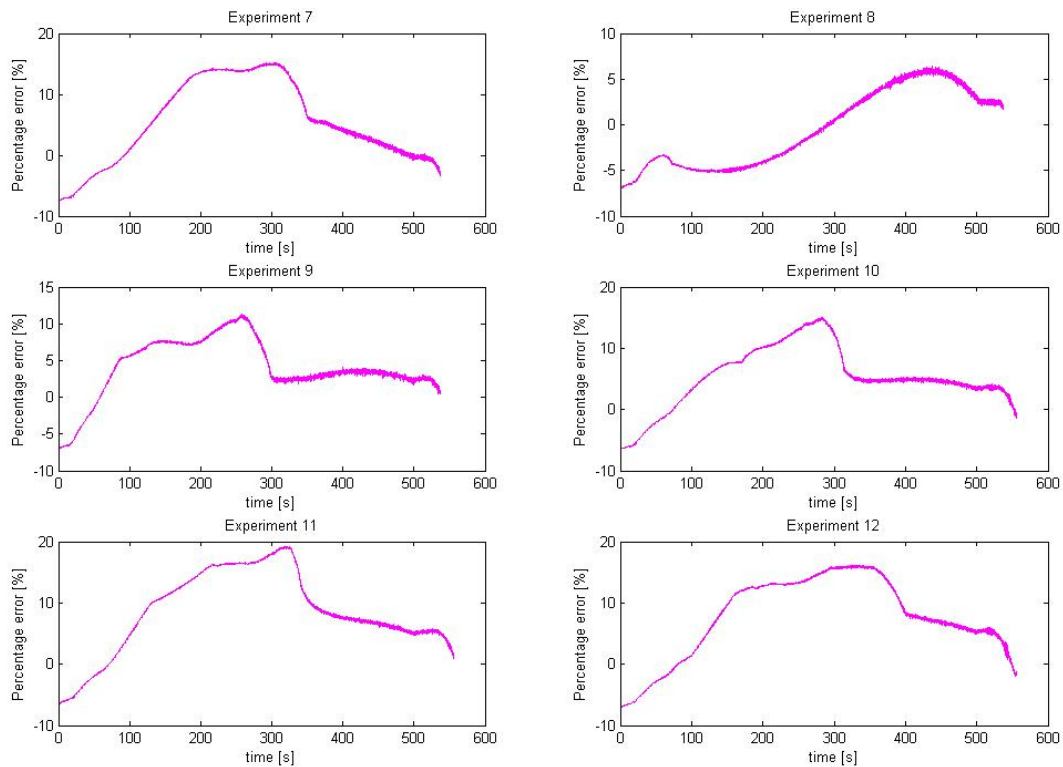 Experiment 7
Percentage error [%]
20
10
0
-10
0 100 200 300 400 500 600
time [s]
Experiment 8
Percentage error [%]
10
5
0
-5
-10
0 100 200 300 400 500 600
time [s]
Experiment 9
Percentage error [%]
15
10
5
0
-5
-10
0 100 200 300 400 500 600
time [s]
Experiment 10
Percentage error [%]
20
10
0
-10
0 100 200 300 400 500 600
time [s]
Experiment 11
Percentage error [%]
20
10
0
-10
0 100 200 300 400 500 600
time [s]
Experiment 12
Percentage error [%]
20
10
0
-10
0 100 200 300 400 500 600
time [s]